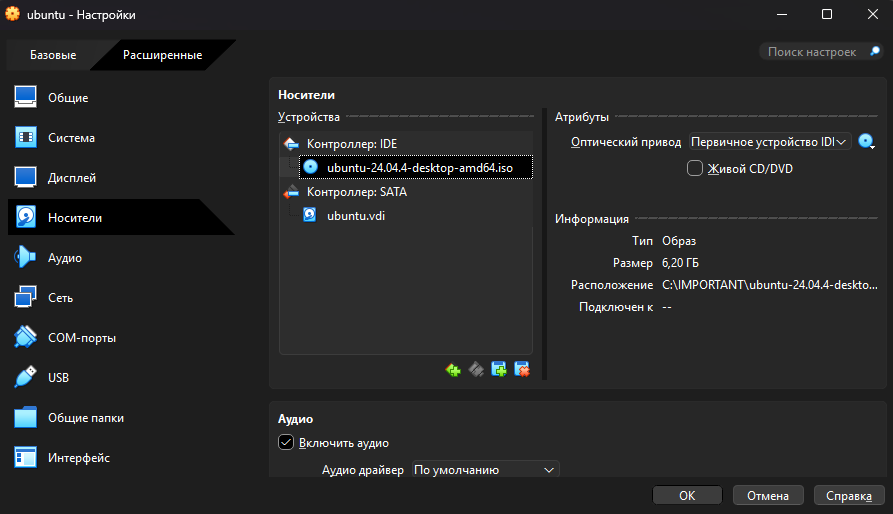 ubuntu - Настройки
Базовые
Расширенные
Поиск настроек
Общие
Система
Дисплей
Носители
Аудио
Сеть
COM-порты
USB
Общие папки
Интерфейс
Носители
Устройства
Контроллер: IDE
ubuntu-24.04.4-desktop-amd64.iso
Контроллер: SATA
ubuntu.vdi
Атрибуты
Оптический привод Первичное устройство IDI
Живой CD/DVD
Информация
Тип Образ
Размер 6,20 ГБ
Расположение C:\IMPORTANT\ubuntu-24.04.4-deskto...
Подключен к --
Аудио
Включить аудио
Аудио драйвер По умолчанию
OK
Отмена
Справка